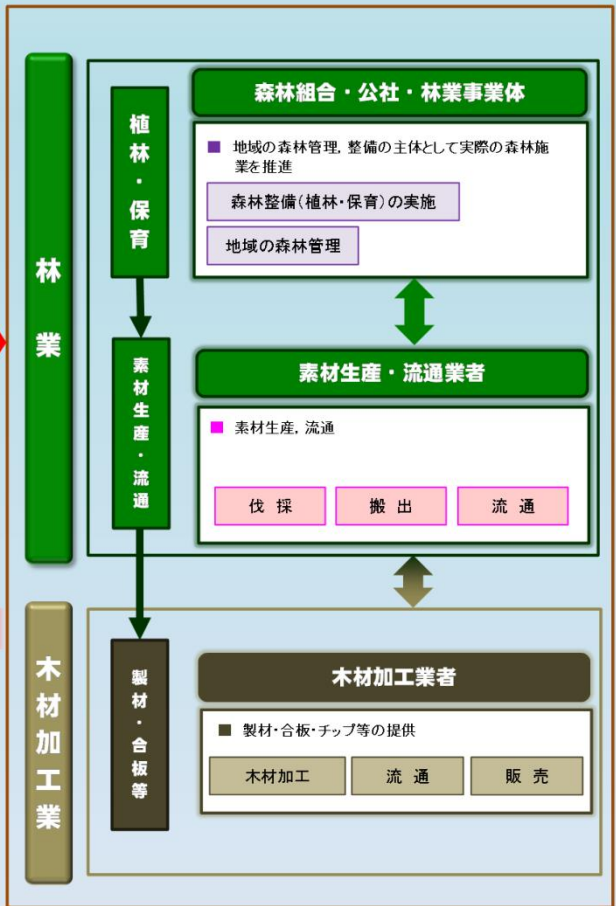 林業
植林・保育
森林組合・公社・林業事業体
■ 地域の森林管理,整備の主体として実際の森林施
業を推進
森林整備(植林・保育)の実施
地域の森林管理
素材生産・流通
素材生産・流通業者
■ 素材生産,流通
伐採
搬出
流通
木材加工業
製材・合板等
木材加工業者
■ 製材・合板・チップ等の提供
木材加工
流通
販売